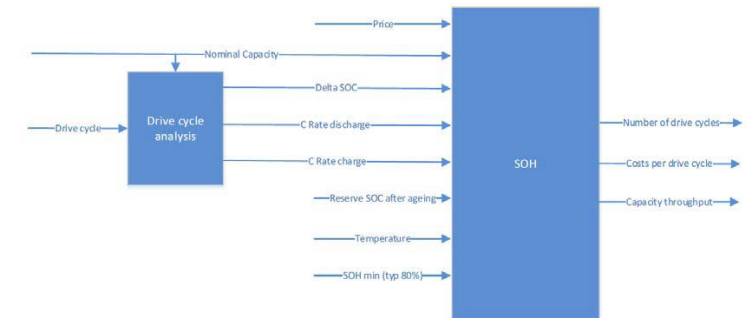 Price
Nominal Capacity
Delta SOC
Drive cycle
Drive cycle
analysis
C Rate discharge
C Rate charge
Reserve SOC after ageing
Temperature
SOH min (typ 80%)
SOH
Number of drive cycles
Costs per drive cycle
Capacity throughput